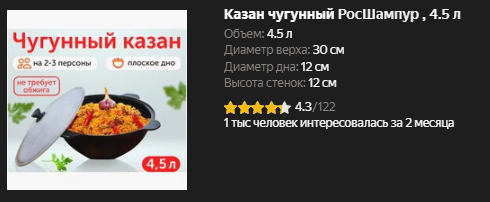 Чугунный казан
на 2-3 персоны
плоское дно
не требует
обжига
4,5 л
Казан чугунный РосШампур , 4.5 л
Объем: 4.5 л
Диаметр верха: 30 см
Диаметр дна: 12 см
Высота стенок: 12 см
4.3/122
1 тыс человек интересовалась за 2 месяца